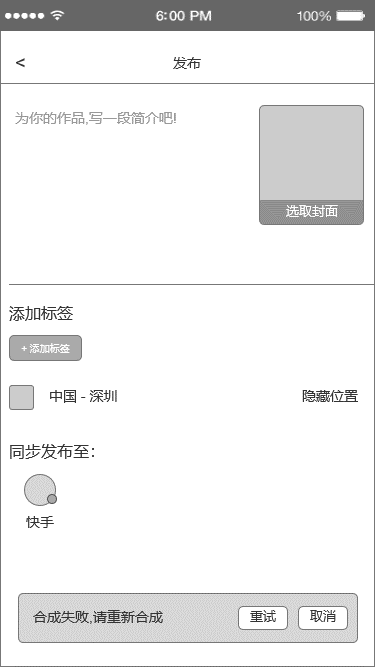 6:00 PM 100%
< 发布
为你的作品,写一段简介吧!
选取封面
添加标签
+ 添加标签
中国 - 深圳 隐藏位置
同步发布至:
快手
合成失败,请重新合成 重试 取消